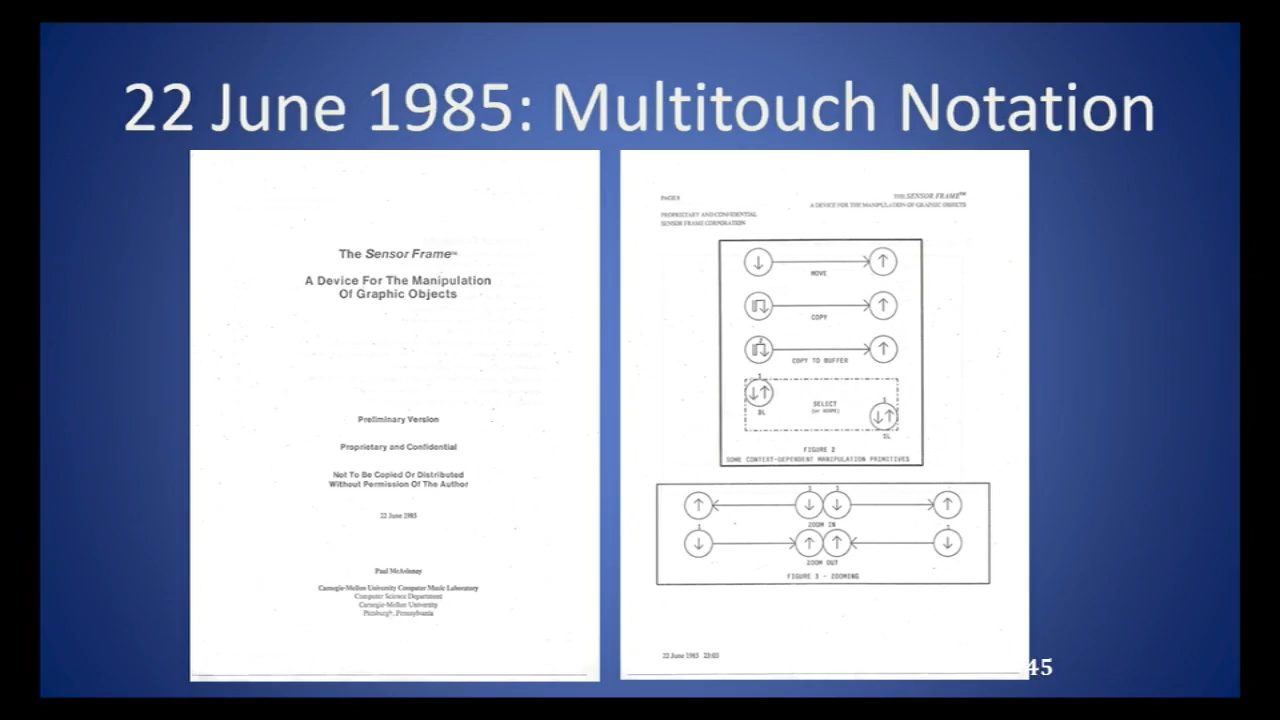 22 June 1985: Multitouch Notation
The Sensor Frame™
A Device For The Manipulation
Of Graphic Objects
Preliminary Version
Proprietary and Confidential
Not To Be Copied Or Distributed
Without Permission Of The Author
22 June 1985
Paul McAvinney
Carnegie-Mellon University Computer Music Laboratory
Computer Science Department
Carnegie-Mellon University
Pittsburgh, Pennsylvania
THE SENSOR FRAME™
A DEVICE FOR THE MANIPULATION OF GRAPHIC OBJECTS
PROPRIETARY AND CONFIDENTIAL
SENSOR FRAME CORPORATION
MOVE
COPY
COPY TO BUFFER
SELECT
(or SCOPE)
FIGURE 2
SOME CONTEXT-DEPENDENT MANIPULATION PRIMITIVES
ZOOM IN
ZOOM OUT
FIGURE 3 - ZOOMING
22 June 1985
45